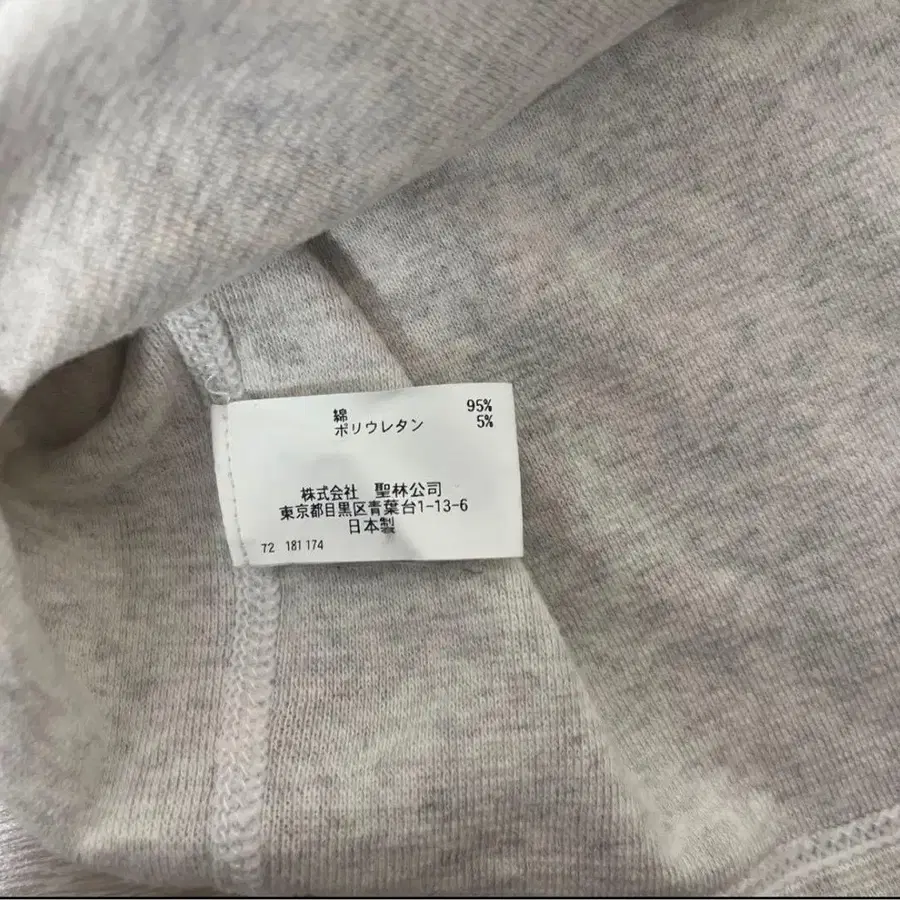 綿 95%
ポリウレタン 5%
株式会社 聖林公司
東京都目黒区青葉台1-13-6
日本製
72 181 174